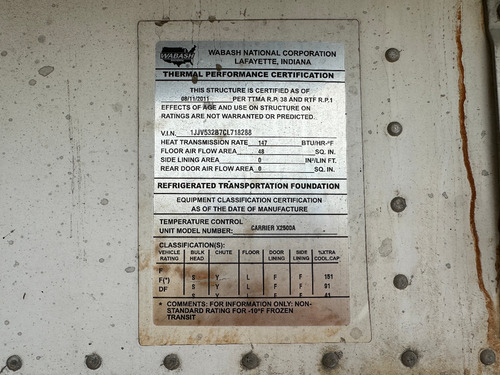 WABASH
WABASH NATIONAL CORPORATION
LAFAYETTE, INDIANA
THERMAL PERFORMANCE CERTIFICATION
THIS STRUCTURE IS CERTIFIED AS OF
08/11/2011 PER TTMA R.P. 38 AND RTF R.P.1
EFFECTS OF AGE AND USE ON STRUCTURE OR
RATINGS ARE NOT WARRANTED OR PREDICTED.
V.I.N. 1JJV532B7CL718288
HEAT TRANSMISSION RATE 147 BTU/HR-°F
FLOOR AIR FLOW AREA 48 SQ. IN.
SIDE LINING AREA 0 IN²/LIN FT.
REAR DOOR AIR FLOW AREA 0 SQ. IN.
REFRIGERATED TRANSPORTATION FOUNDATION
EQUIPMENT CLASSIFICATION CERTIFICATION
AS OF THE DATE OF MANUFACTURE
TEMPERATURE CONTROL
UNIT MODEL NUMBER: CARRIER X2500A
CLASSIFICATION(S):
VEHICLE RATING BULK HEAD CHUTE FLOOR DOOR LINING SIDE LINING %XTRA COOL.CAP
F S Y L F F 151
F(*) S Y L F F 91
DF S Y L F F 41
* COMMENTS: FOR INFORMATION ONLY: NON-
STANDARD RATING FOR -10°F FROZEN
TRANSIT